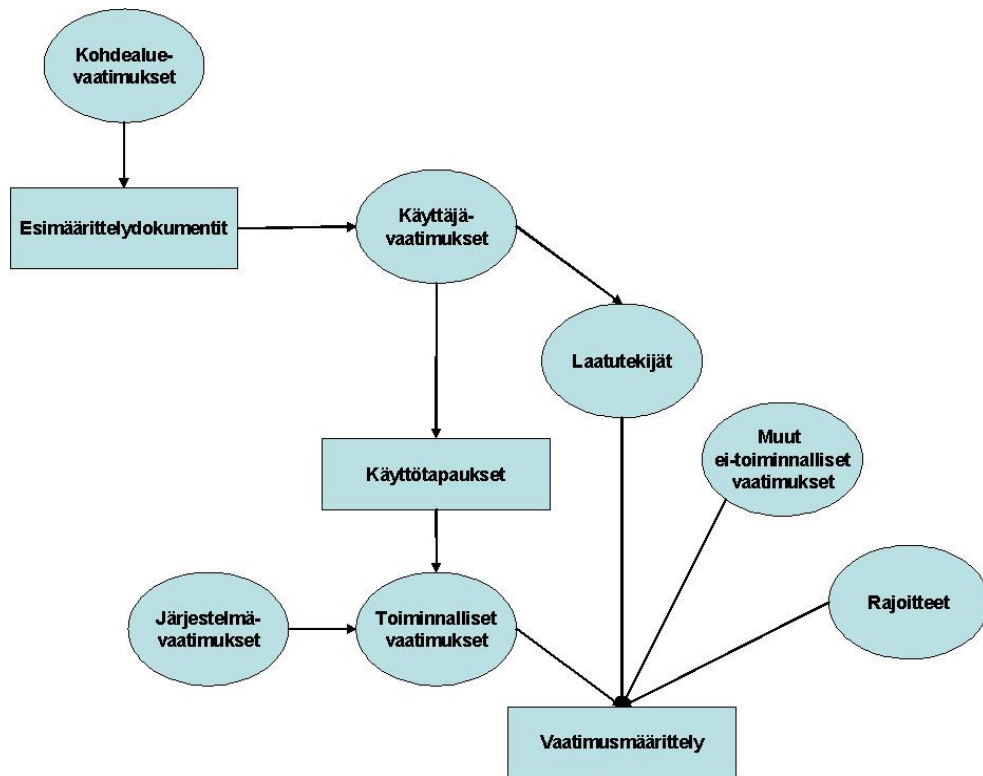 Kohdealue-
vaatimukset
Esimäärittelydokumentit
Käyttäjä-
vaatimukset
Laatutekijät
Muut
ei-toiminnalliset
vaatimukset
Käyttötapaukset
Rajoitteet
Järjestelmä-
vaatimukset
Toiminnalliset
vaatimukset
Vaatimusmäärittely